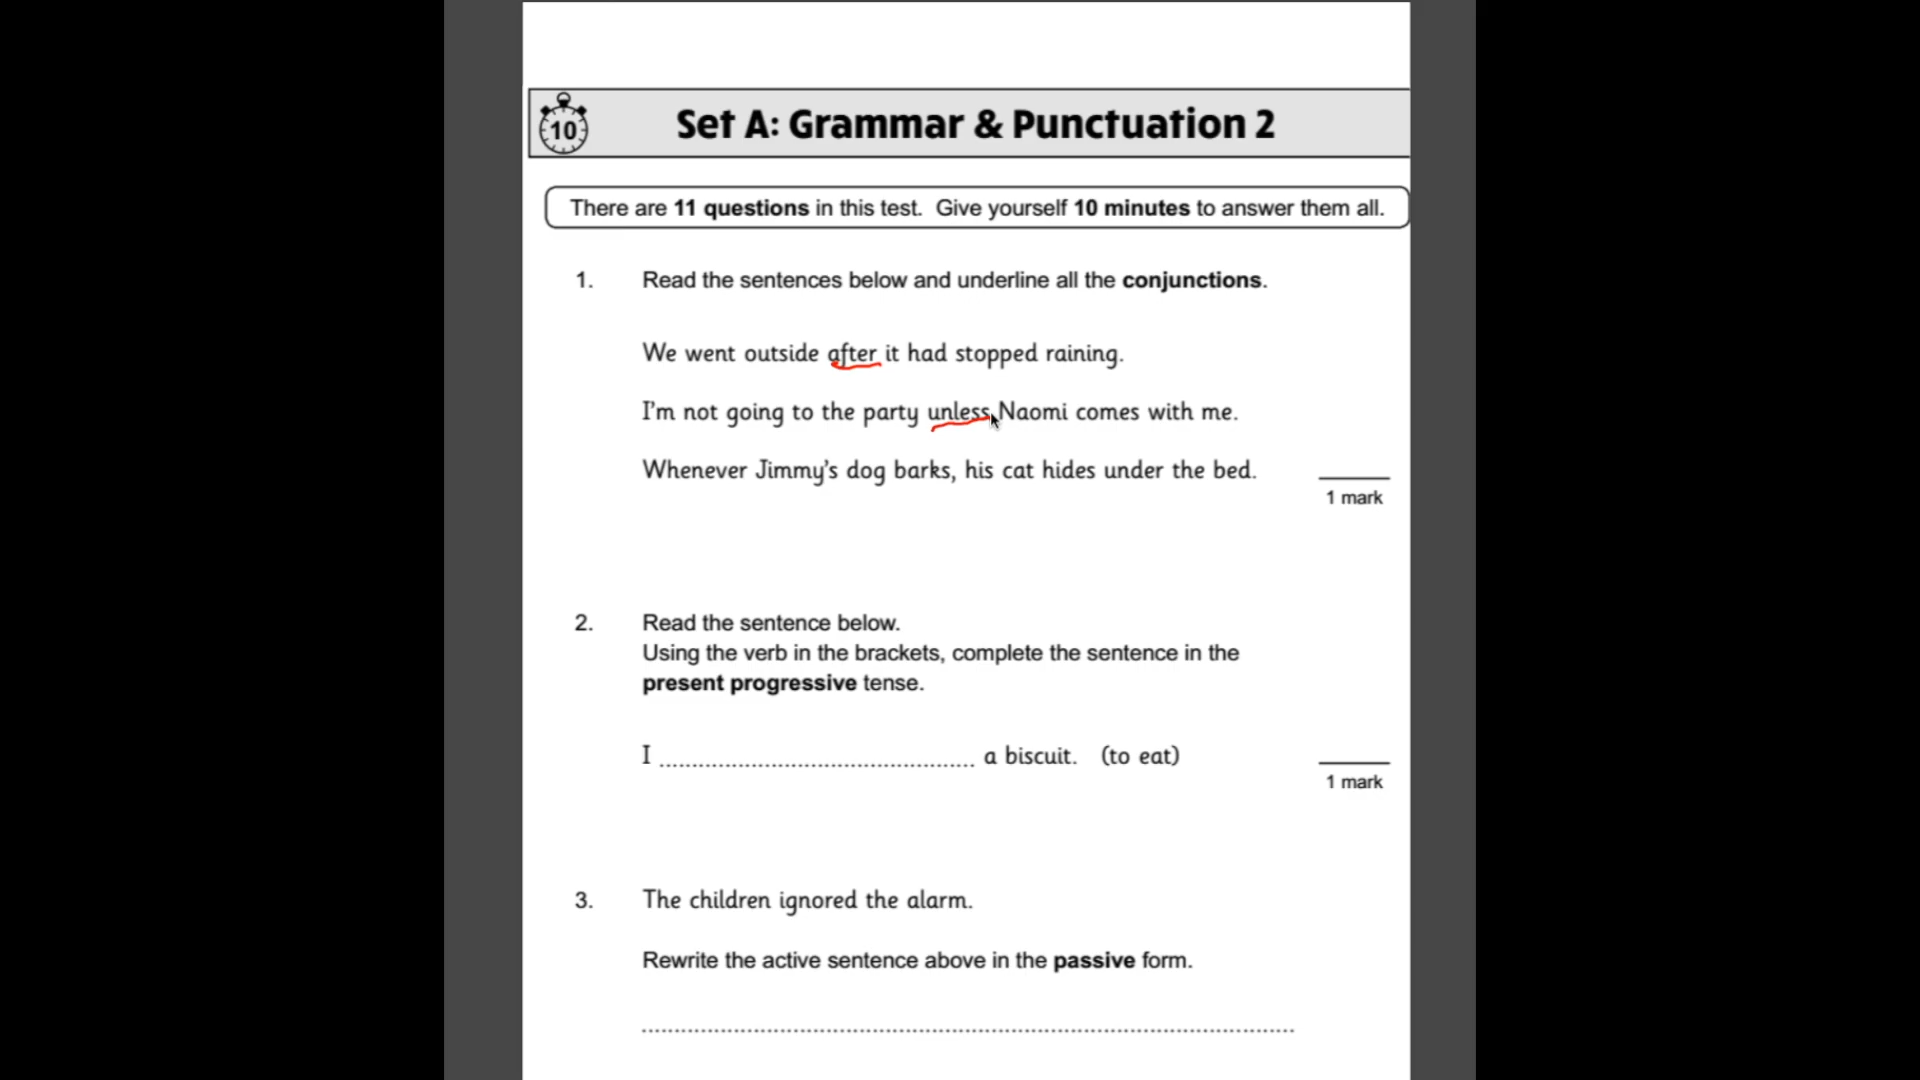 10
Set A: Grammar & Punctuation 2
There are 11 questions in this test. Give yourself 10 minutes to answer them all.
1. Read the sentences below and underline all the conjunctions.
We went outside after it had stopped raining.
I'm not going to the party unless Naomi comes with me.
Whenever Jimmy's dog barks, his cat hides under the bed.
1 mark
2. Read the sentence below.
Using the verb in the brackets, complete the sentence in the
present progressive tense.
I ............................................ a biscuit. (to eat)
1 mark
3. The children ignored the alarm.
Rewrite the active sentence above in the passive form.